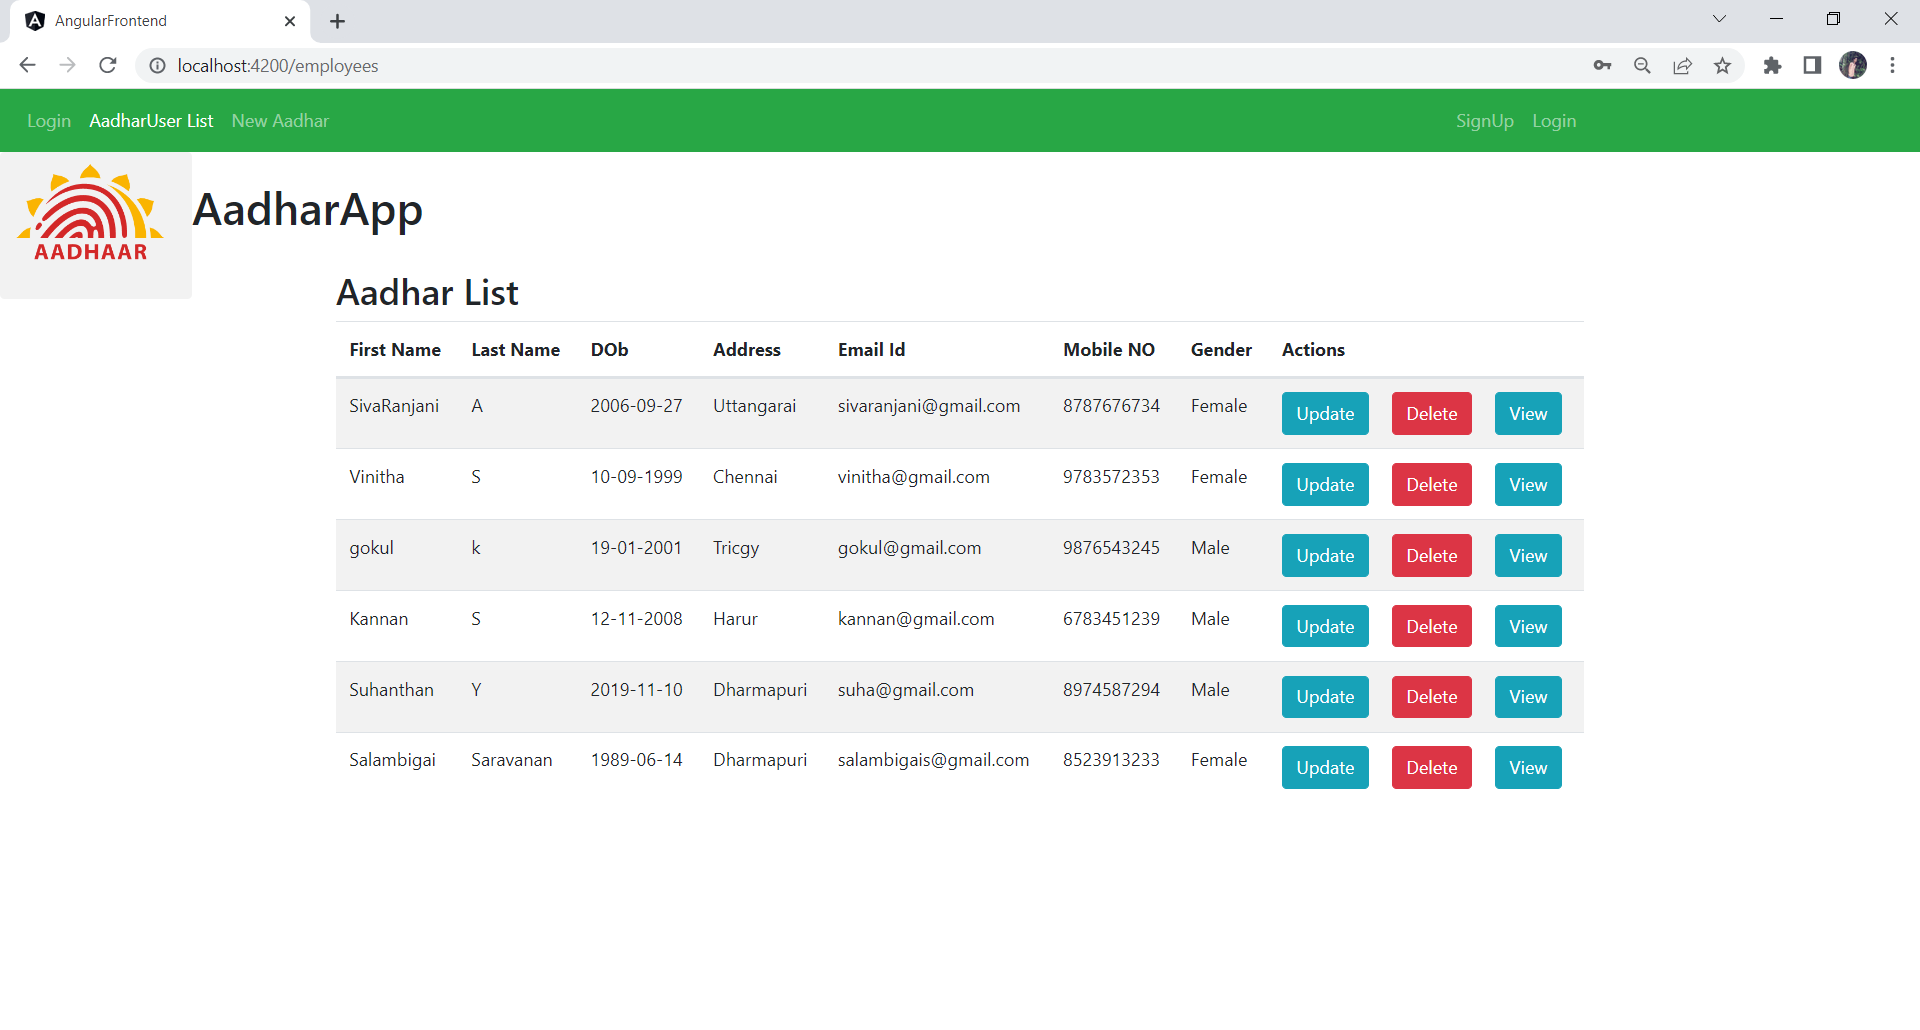 AngularFrontend
localhost:4200/employees
Login AadharUser List New Aadhar SignUp Login
AADHAAR
AadharApp
Aadhar List
First Name Last Name DOb Address Email Id Mobile NO Gender Actions
SivaRanjani A 2006-09-27 Uttangarai sivaranjani@gmail.com 8787676734 Female Update Delete View
Vinitha S 10-09-1999 Chennai vinitha@gmail.com 9783572353 Female Update Delete View
gokul k 19-01-2001 Tricgy gokul@gmail.com 9876543245 Male Update Delete View
Kannan S 12-11-2008 Harur kannan@gmail.com 6783451239 Male Update Delete View
Suhanthan Y 2019-11-10 Dharmapuri suha@gmail.com 8974587294 Male Update Delete View
Salambigai Saravanan 1989-06-14 Dharmapuri salambigais@gmail.com 8523913233 Female Update Delete View